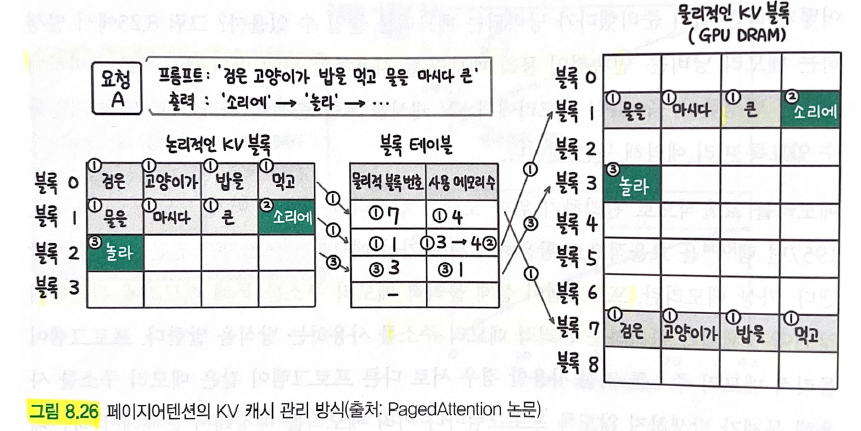 물리적인 KV 블록
(GPU DRAM)
요청
A
프롬프트: '검은 고양이가 밥을 먹고 물을 마시다 큰'
출력 : '소리에' → '놀라' → ...
논리적인 KV 블록
블록 0 ① 검은 ① 고양이가 ① 밥을 ① 먹고
블록 1 ① 물을 ① 마시다 ① 큰 ② 소리에
블록 2 ③ 놀라
블록 3
① ① ③
블록 테이블
물리적 블록 번호 사용 메모리 수
① 7 ① 4
① 1 ① 3 → 4 ②
③ 3 ③ 1
-
① ③ ①
블록 0
블록 1 ① 물을 ① 마시다 ① 큰 ② 소리에
블록 2
블록 3 ③ 놀라
블록 4
블록 5
블록 6
블록 7 ① 검은 ① 고양이가 ① 밥을 ① 먹고
블록 8
그림 8.26 페이지어텐션의 KV 캐시 관리 방식(출처: PagedAttention 논문)